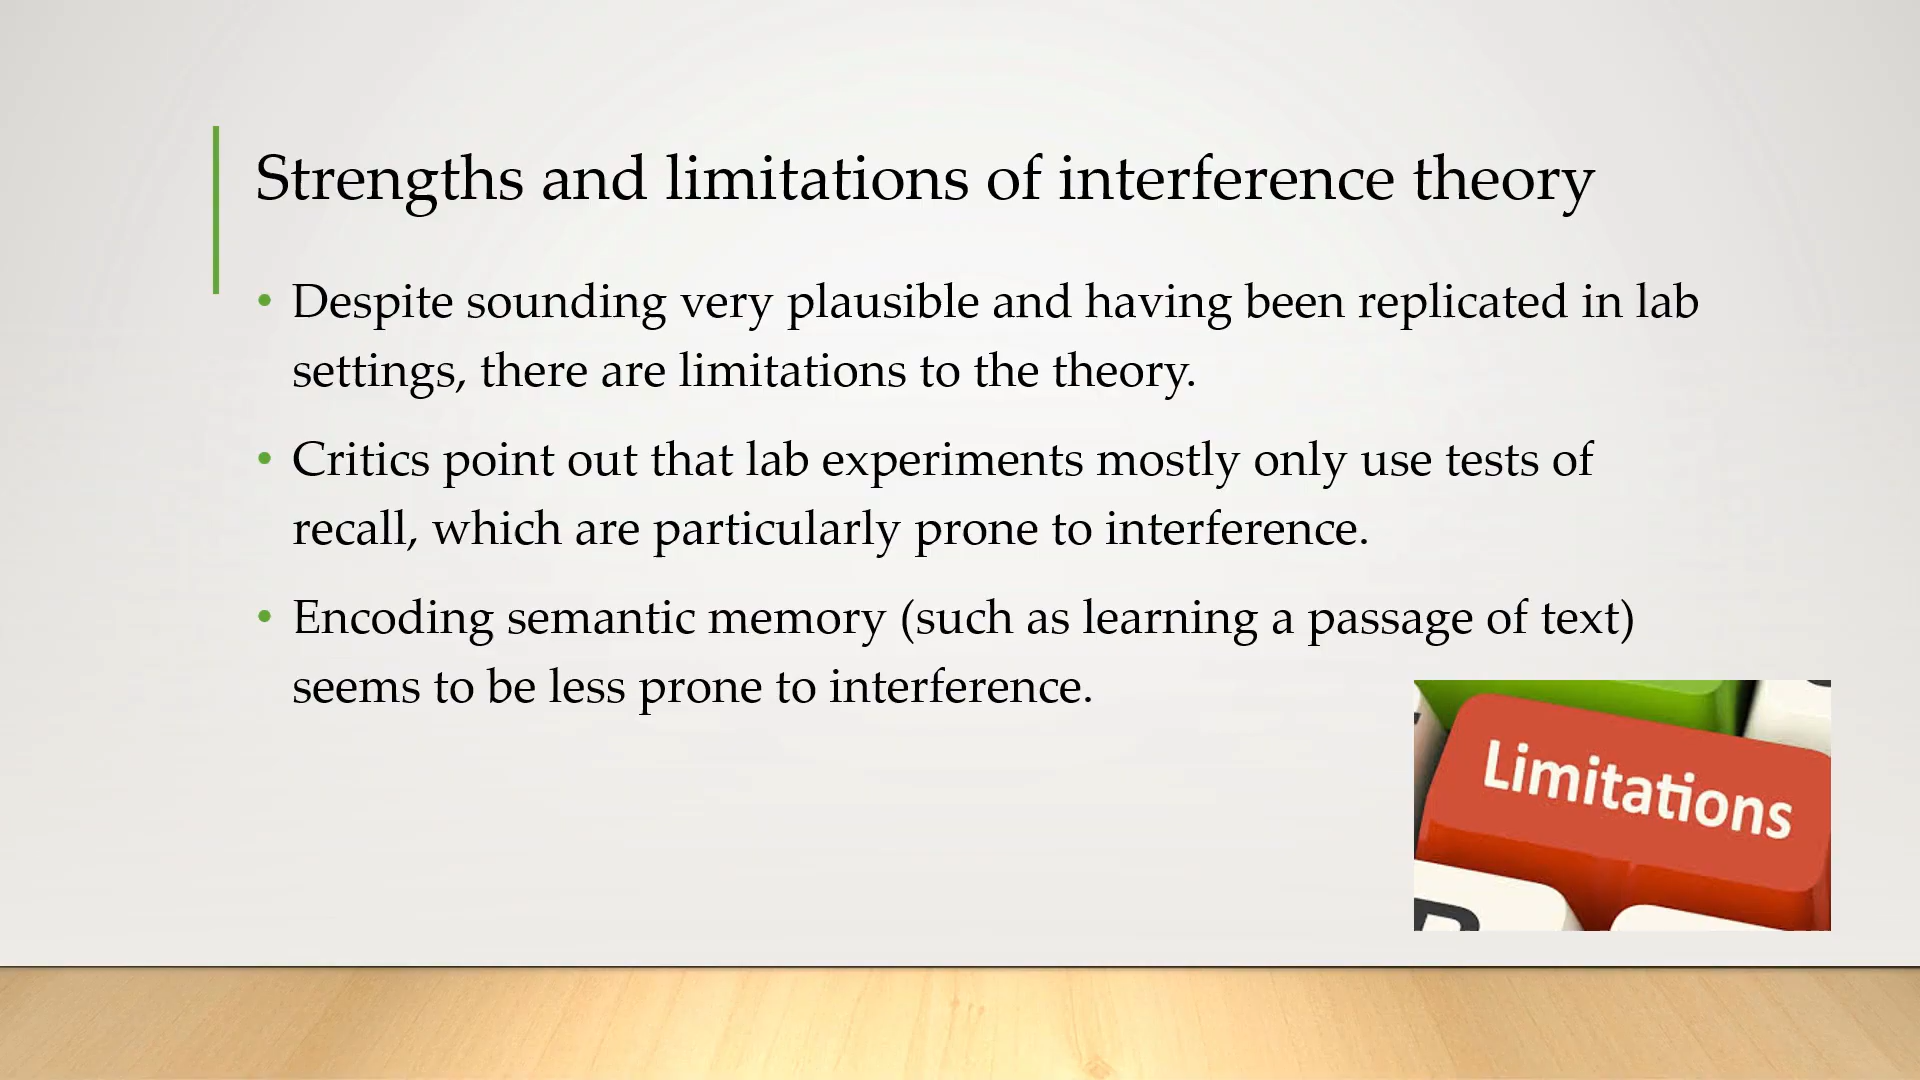 Strengths and limitations of interference theory
• Despite sounding very plausible and having been replicated in lab
settings, there are limitations to the theory.
• Critics point out that lab experiments mostly only use tests of
recall, which are particularly prone to interference.
• Encoding semantic memory (such as learning a passage of text)
seems to be less prone to interference.
Limitations